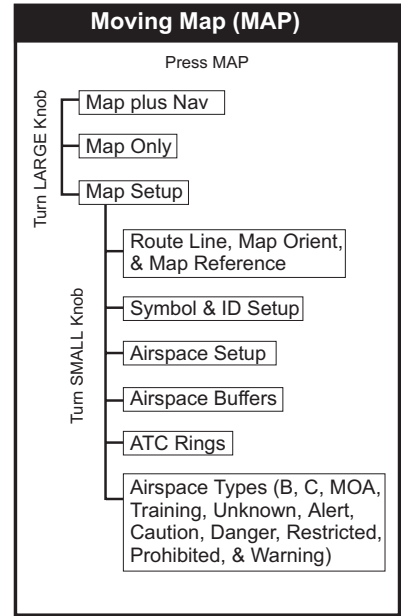 Moving Map (MAP)
Press MAP
Turn LARGE Knob
Map plus Nav
Map Only
Map Setup
Turn SMALL Knob
Route Line, Map Orient,
& Map Reference
Symbol & ID Setup
Airspace Setup
Airspace Buffers
ATC Rings
Airspace Types (B, C, MOA,
Training, Unknown, Alert,
Caution, Danger, Restricted,
Prohibited, & Warning)